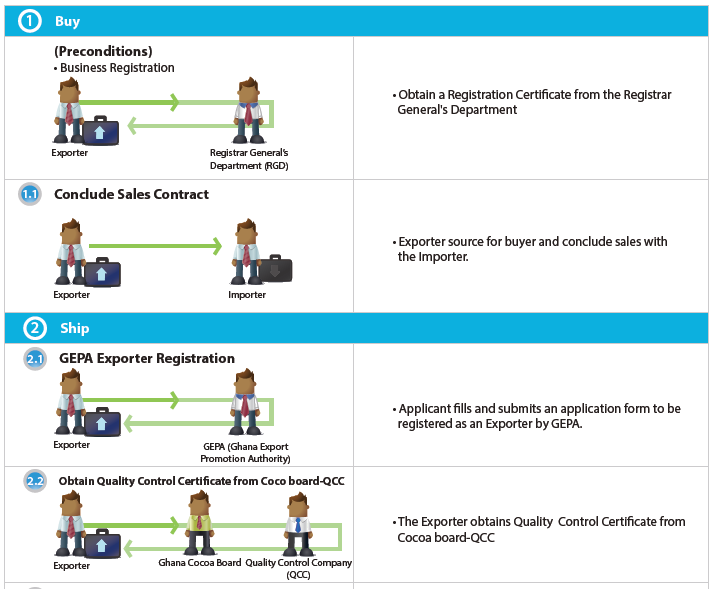 1 Buy
(Preconditions)
• Business Registration
Exporter
Registrar General's
Department (RGD)
• Obtain a Registration Certificate from the Registrar
General's Department
1.1 Conclude Sales Contract
Exporter
Importer
• Exporter source for buyer and conclude sales with
the Importer.
2 Ship
2.1 GEPA Exporter Registration
Exporter
GEPA (Ghana Export
Promotion Authority)
• Applicant fills and submits an application form to be
registered as an Exporter by GEPA.
2.2 Obtain Quality Control Certificate from Coco board-QCC
Exporter
Ghana Cocoa Board
Quality Control Company
(QCC)
• The Exporter obtains Quality Control Certificate from
Cocoa board-QCC